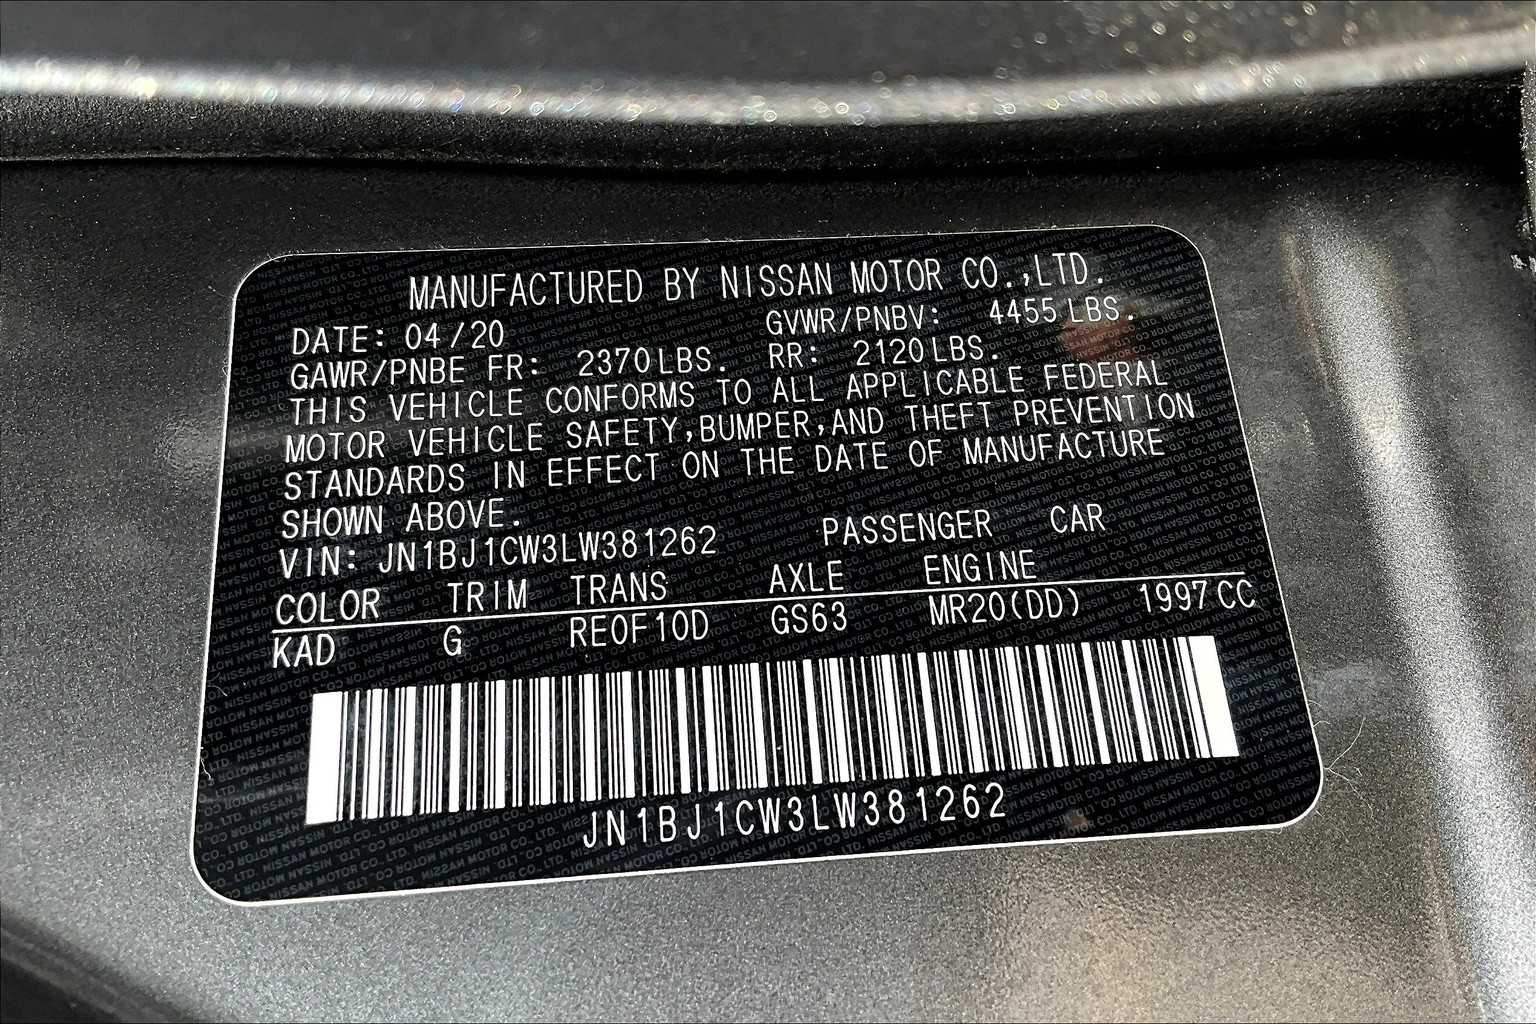 MANUFACTURED BY NISSAN MOTOR CO.,LTD.
DATE: 04/20 GVWR/PNBV: 4455 LBS.
GAWR/PNBE FR: 2370 LBS. RR: 2120 LBS.
THIS VEHICLE CONFORMS TO ALL APPLICABLE FEDERAL
MOTOR VEHICLE SAFETY,BUMPER,AND THEFT PREVENTION
STANDARDS IN EFFECT ON THE DATE OF MANUFACTURE
SHOWN ABOVE.
VIN: JN1BJ1CW3LW381262 PASSENGER CAR
COLOR TRIM TRANS AXLE ENGINE
KAD G REOF10D GS63 MR20(DD) 1997 CC
JN1BJ1CW3LW381262